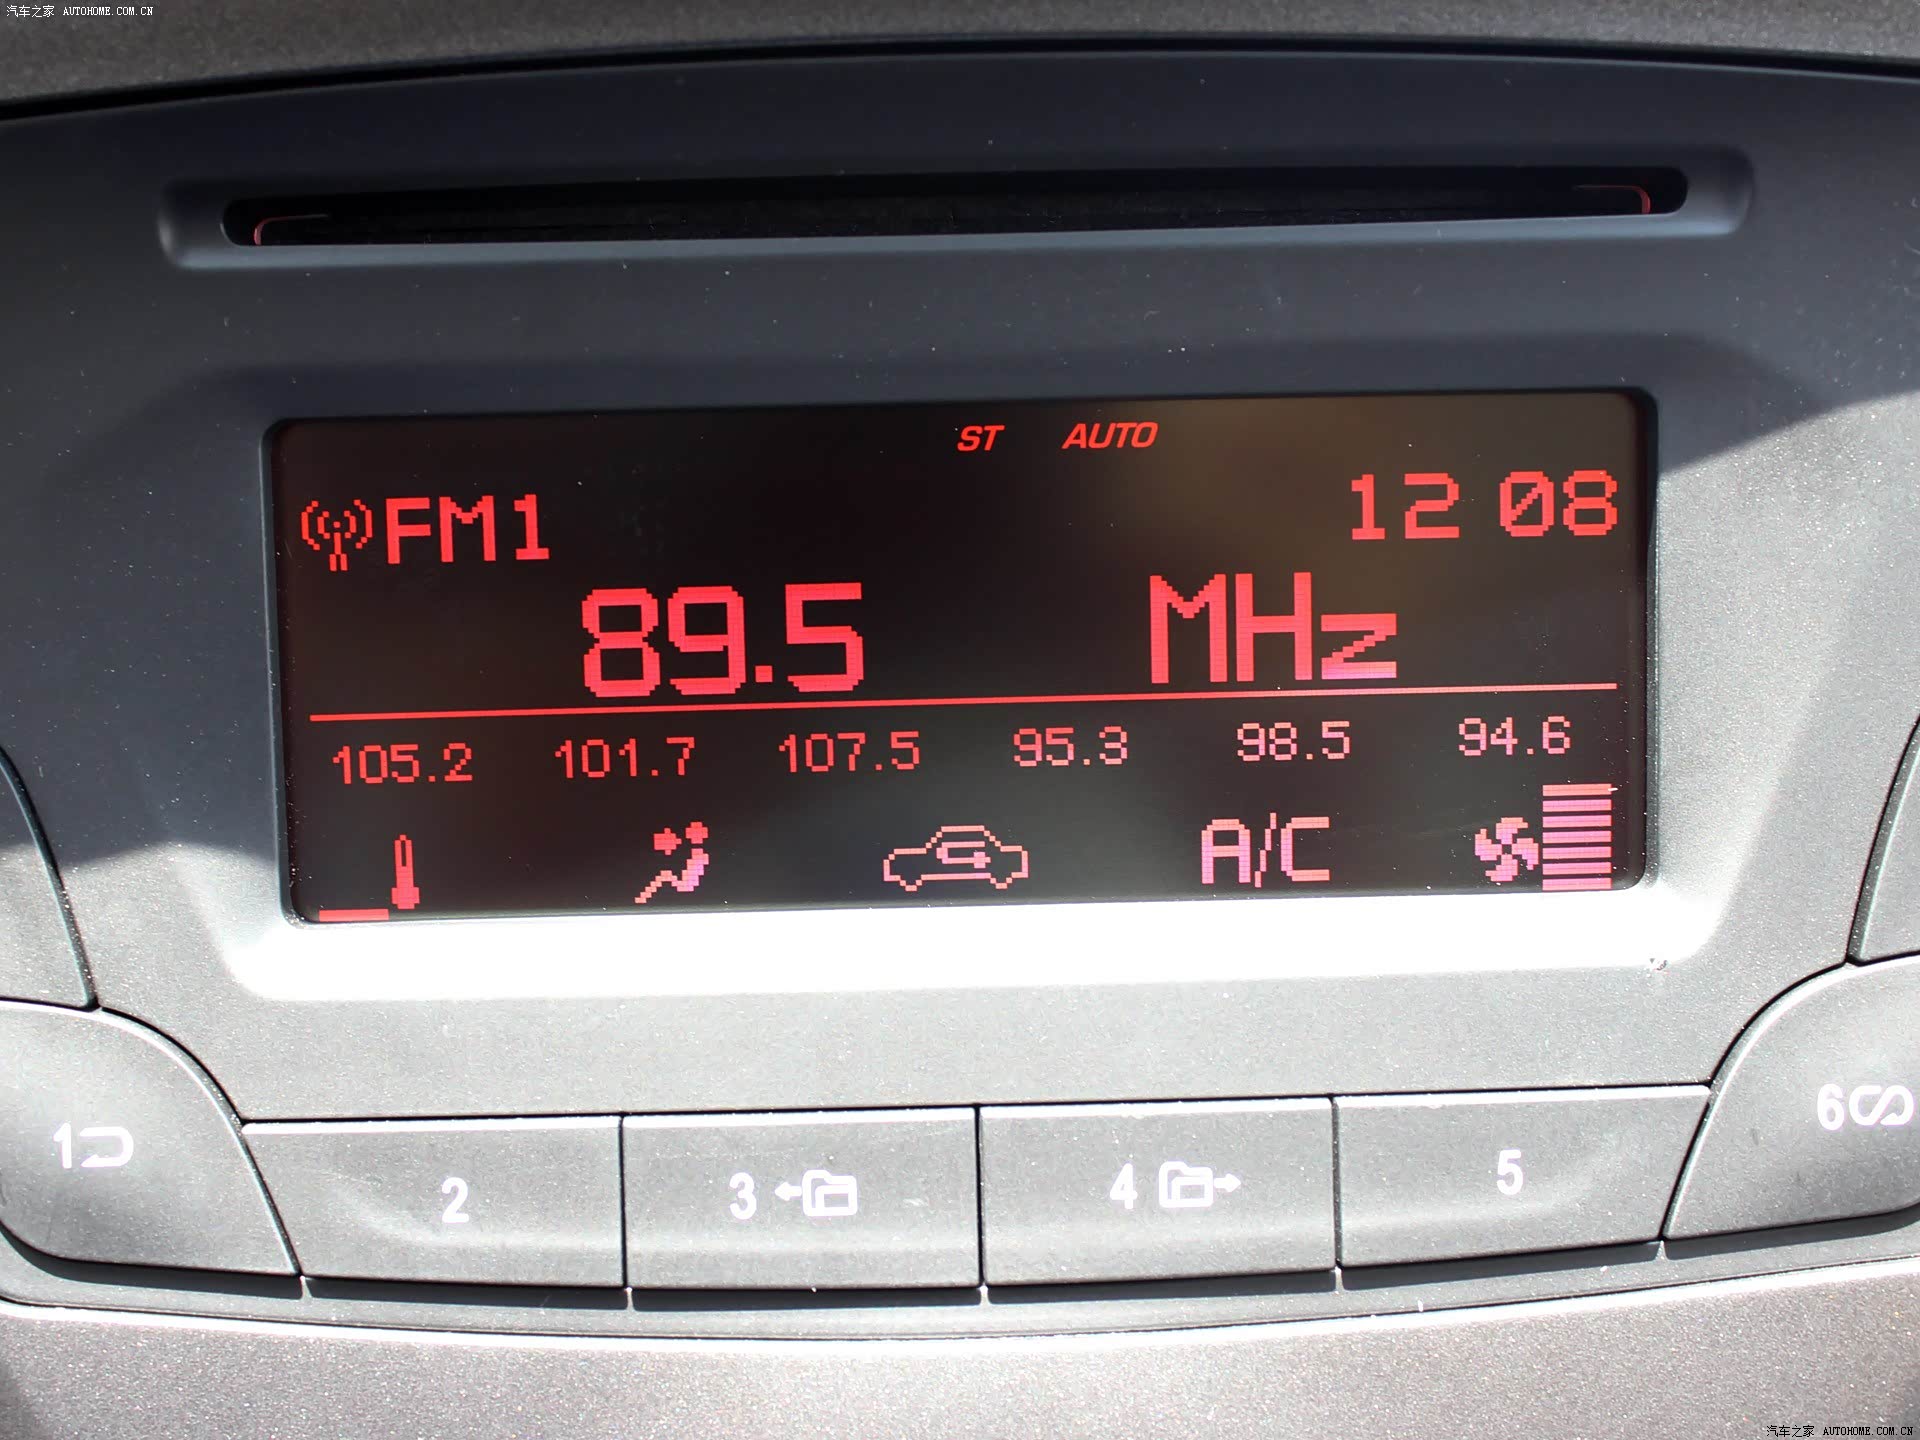 汽车之家 AUTOHOME.COM.CN
ST AUTO
FM1 12 08
89.5 MHz
105.2 101.7 107.5 95.3 98.5 94.6
A/C
1 2 3 4 5 6
汽车之家 AUTOHOME.COM.CN